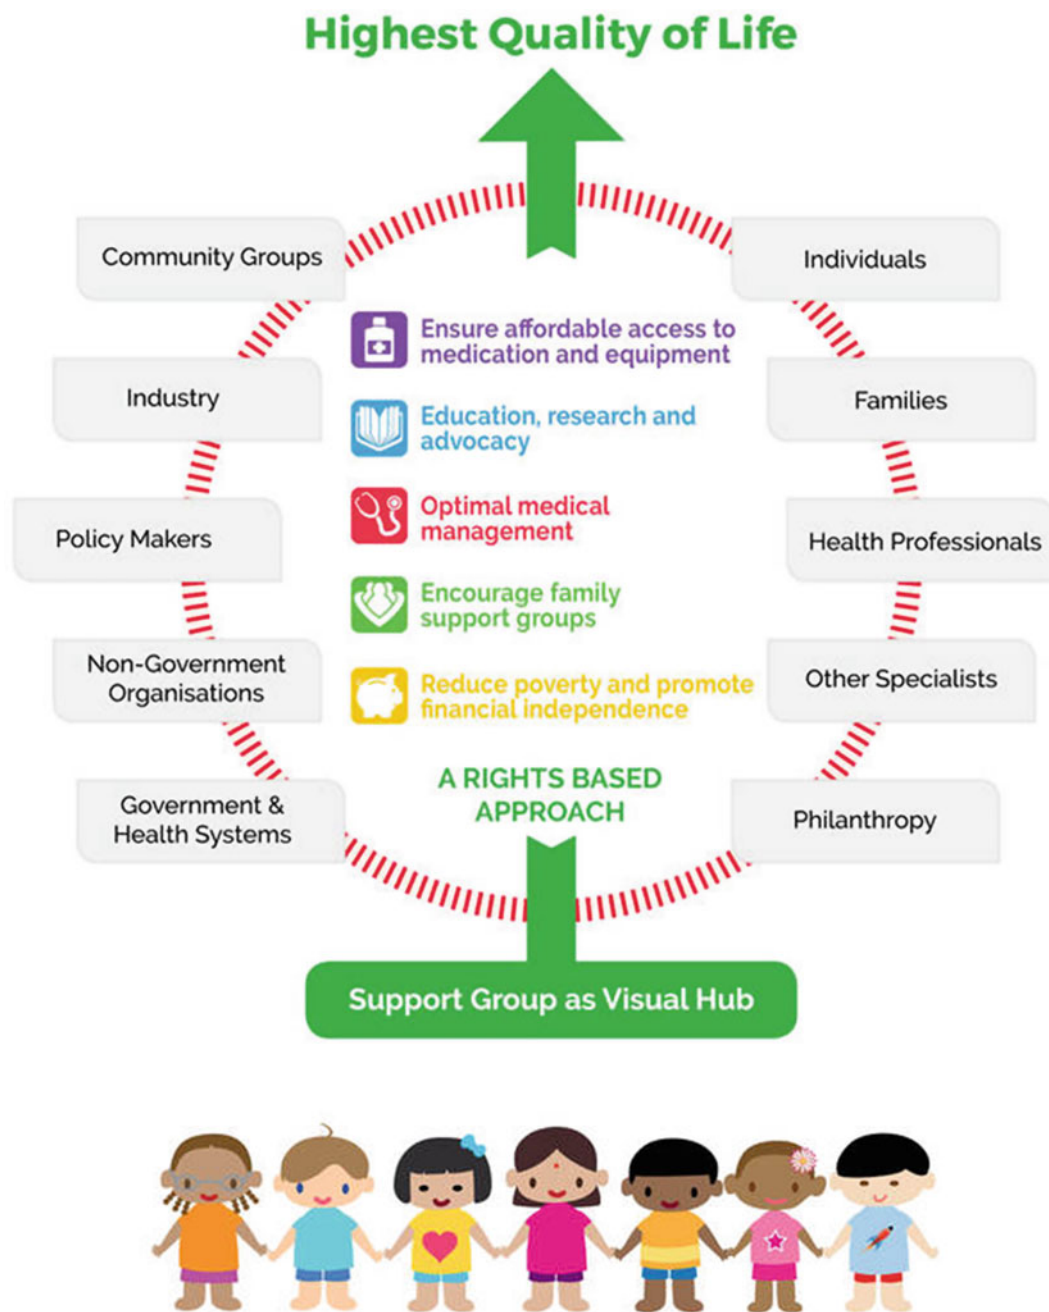 Highest Quality of Life
Community Groups
Individuals
Ensure affordable access to
medication and equipment
Industry
Families
Education, research and
advocacy
Optimal medical
management
Policy Makers
Health Professionals
Encourage family
support groups
Non-Government
Organisations
Other Specialists
Reduce poverty and promote
financial independence
A RIGHTS BASED
APPROACH
Government &
Health Systems
Philanthropy
Support Group as Visual Hub